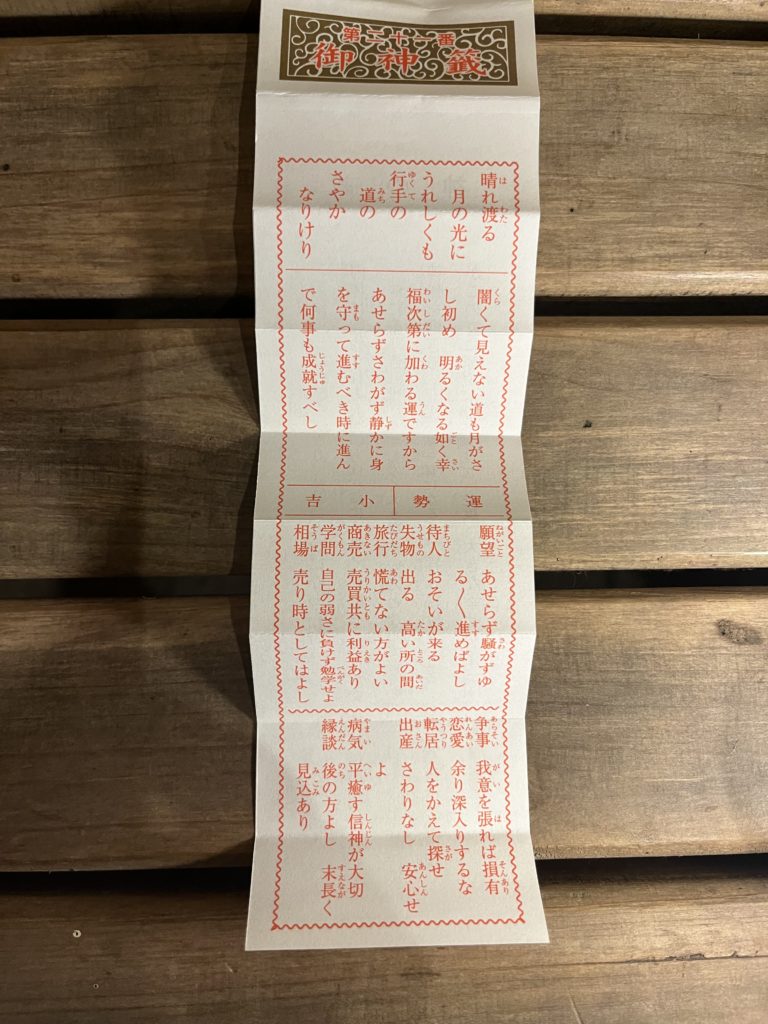 第二十一番
御神籤
晴れ渡る
月の光に
うれしくも
行手の
道の
さやか
なりけり
闇くて見えない道も月がさ
し初め 明るくなる如く幸
福次第に加わる運ですから
あせらずさわがず静かに身
を守って進むべき時に進ん
で何事も成就すべし
運勢 小吉
願望 あせらず騒がずゆ
る〱進めばよし
待人 おそいが来る
失物 出る 高い所の間
旅行 慌てない方がよい
商売 売買共に利益あり
学問 自己の弱さに負けず勉学せよ
相場 売り時としてはよし
争事 我意を張れば損有
恋愛 余り深入りするな
転居 人をかえて探せ
出産 さわりなし 安心せ
よ
病気 平癒す信神が大切
縁談 後の方よし 末長く
見込あり